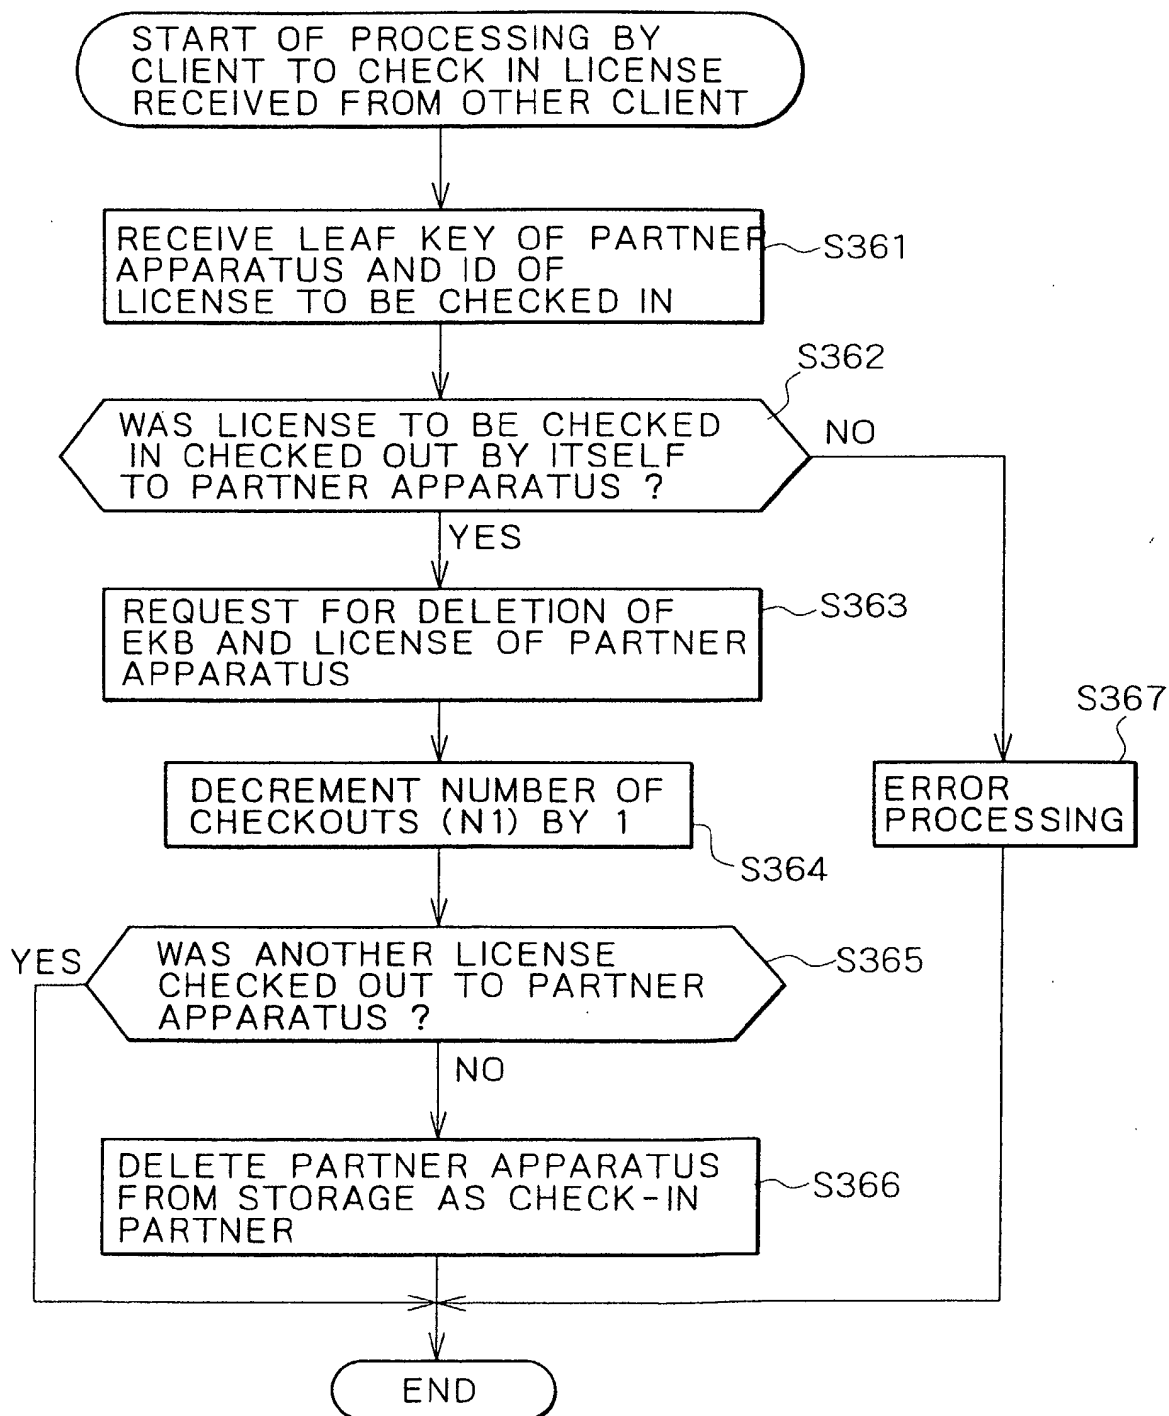 START OF PROCESSING BY
CLIENT TO CHECK IN LICENSE
RECEIVED FROM OTHER CLIENT
RECEIVE LEAF KEY OF PARTNER
APPARATUS AND ID OF
LICENSE TO BE CHECKED IN
S361
S362
WAS LICENSE TO BE CHECKED
IN CHECKED OUT BY ITSELF
TO PARTNER APPARATUS ?
NO
YES
REQUEST FOR DELETION OF
EKB AND LICENSE OF PARTNER
APPARATUS
S363
S367
DECREMENT NUMBER OF
CHECKOUTS (N1) BY 1
ERROR
PROCESSING
S364
YES
WAS ANOTHER LICENSE
CHECKED OUT TO PARTNER
APPARATUS ?
S365
NO
DELETE PARTNER APPARATUS
FROM STORAGE AS CHECK-IN
PARTNER
S366
END